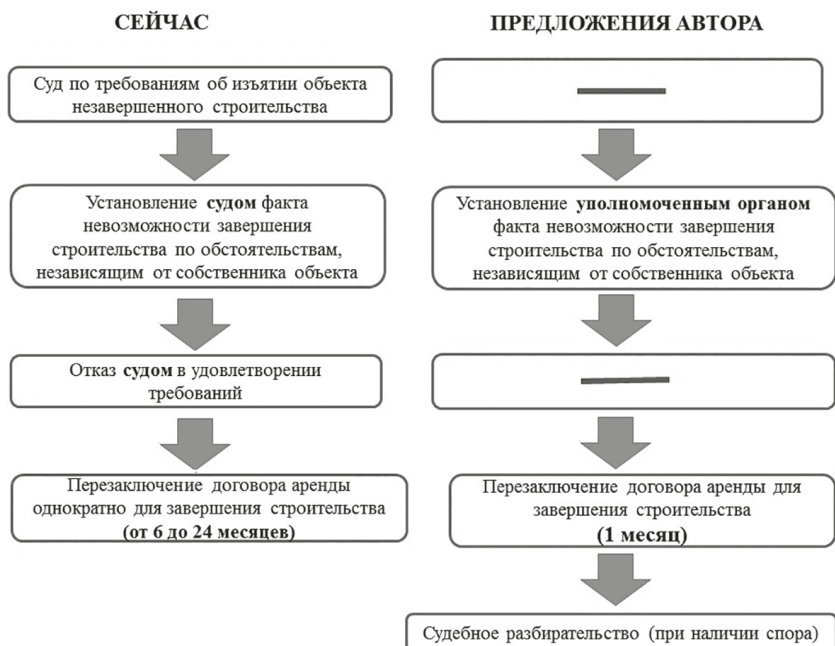 СЕЙЧАС
Суд по требованиям об изъятии объекта
незавершенного строительства
Установление судом факта
невозможности завершения
строительства по обстоятельствам,
независящим от собственника объекта
Отказ судом в удовлетворении
требований
Перезаключение договора аренды
однократно для завершения строительства
(от 6 до 24 месяцев)
ПРЕДЛОЖЕНИЯ АВТОРА
Установление уполномоченным органом
факта невозможности завершения
строительства по обстоятельствам,
независящим от собственника объекта
Перезаключение договора аренды для
завершения строительства
(1 месяц)
Судебное разбирательство (при наличии спора)